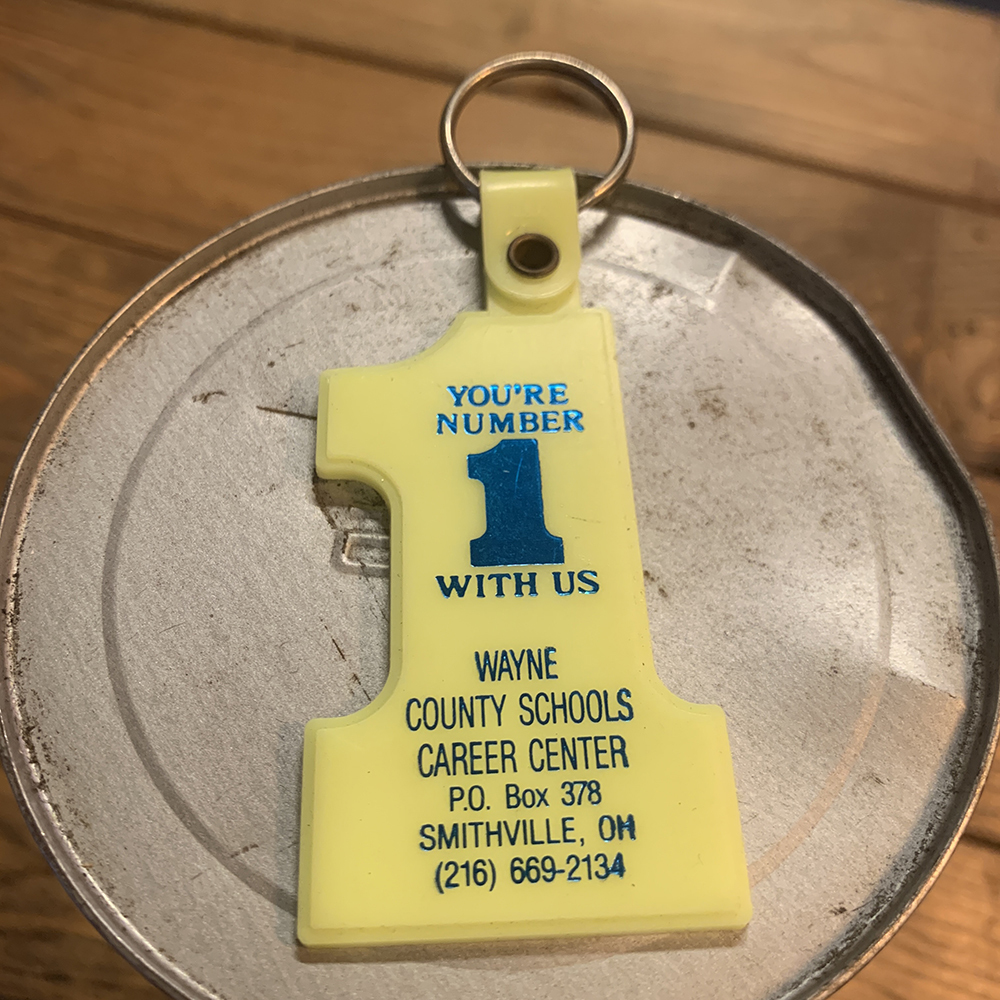 YOU'RE
NUMBER
1
WITH US
WAYNE
COUNTY SCHOOLS
CAREER CENTER
P.O. Box 378
SMITHVILLE, OH
(216) 669-2134